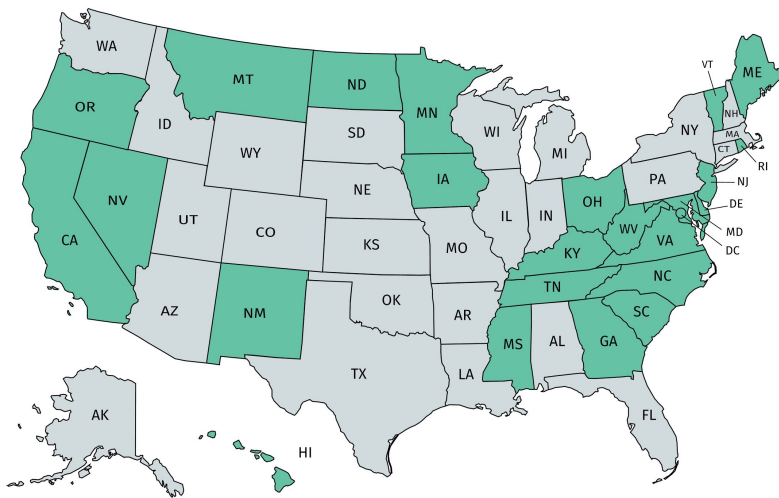 WA
MT
ND
MN
VT
ME
OR
ID
SD
WI
NY
NH
MA
CT
RI
WY
MI
IA
NE
PA
NJ
NV
OH
DE
IL
IN
UT
CO
WV
MD
CA
KS
MO
VA
DC
KY
NC
TN
AZ
NM
OK
AR
SC
MS
AL
GA
TX
LA
AK
FL
HI